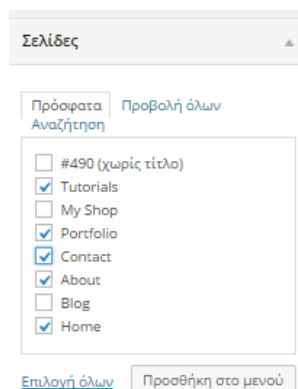 Σελίδες
Πρόσφατα Προβολή όλων
Αναζήτηση
#490 (χωρίς τίτλο)
Tutorials
My Shop
Portfolio
Contact
About
Blog
Home
Επιλογή όλων Προσθήκη στο μενού